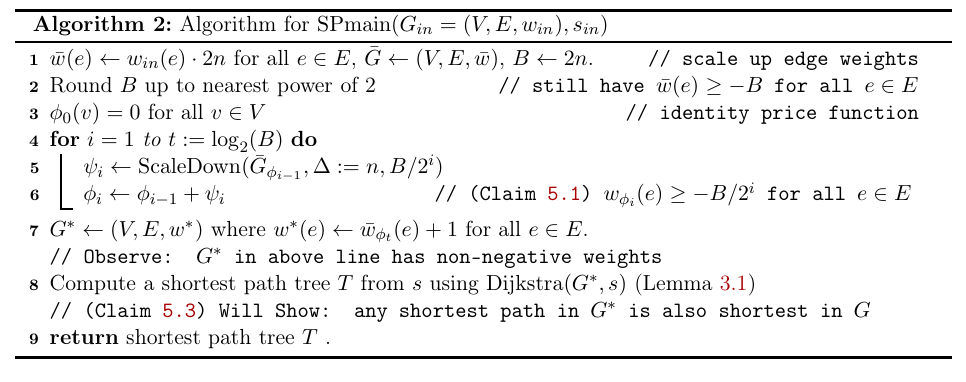 Algorithm 2: Algorithm for SPmain(G_in = (V, E, w_in), s_in)
1 w̄(e) ← w_in(e) · 2n for all e ∈ E, Ḡ ← (V, E, w̄), B ← 2n. // scale up edge weights
2 Round B up to nearest power of 2 // still have w̄(e) ≥ −B for all e ∈ E
3 ϕ₀(v) = 0 for all v ∈ V // identity price function
4 for i = 1 to t := log₂(B) do
5 ψ_i ← ScaleDown(Ḡ_{ϕ_{i−1}}, Δ := n, B/2^i)
6 ϕ_i ← ϕ_{i−1} + ψ_i // (Claim 5.1) w_{ϕ_i}(e) ≥ −B/2^i for all e ∈ E
7 G* ← (V, E, w*) where w*(e) ← w̄_{ϕ_t}(e) + 1 for all e ∈ E.
// Observe: G* in above line has non-negative weights
8 Compute a shortest path tree T from s using Dijkstra(G*, s) (Lemma 3.1)
// (Claim 5.3) Will Show: any shortest path in G* is also shortest in G
9 return shortest path tree T .